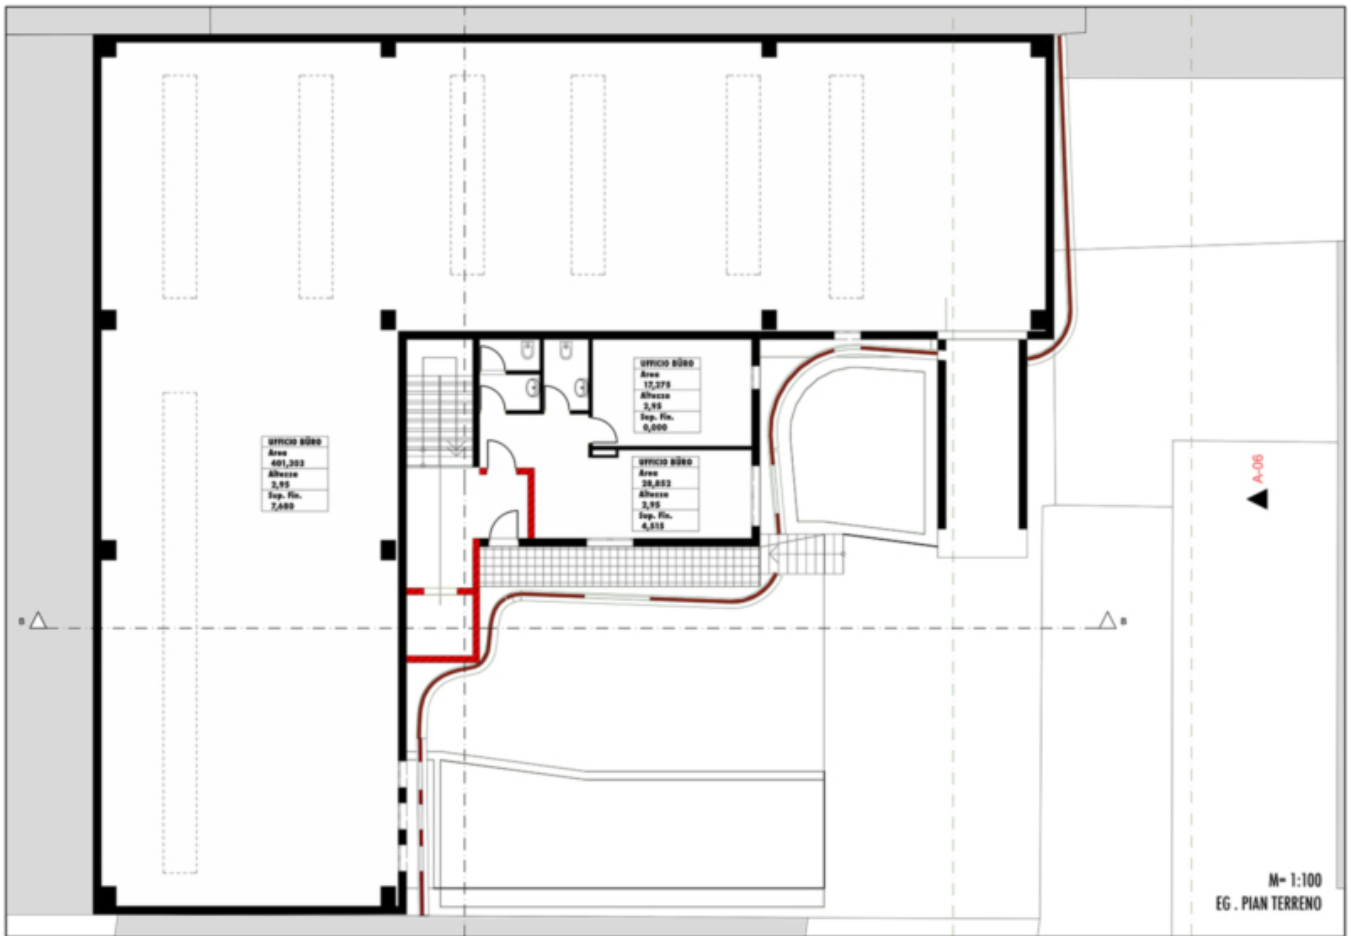 UFFICIO BÜRO
Area
17,275
Altezza
2,95
Sup. Fin.
0,000
UFFICIO BÜRO
Area
401,203
Altezza
2,95
Sup. Fin.
7,680
UFFICIO BÜRO
Area
28,852
Altezza
2,95
Sup. Fin.
4,515
A-06
B
B
M= 1:100
EG . PIAN TERRENO